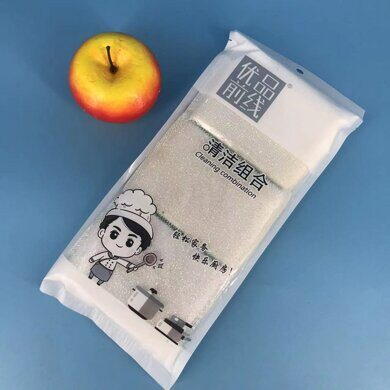 优品
前线
清洁组合
Cleaning combination
轻松家务
快乐厨房